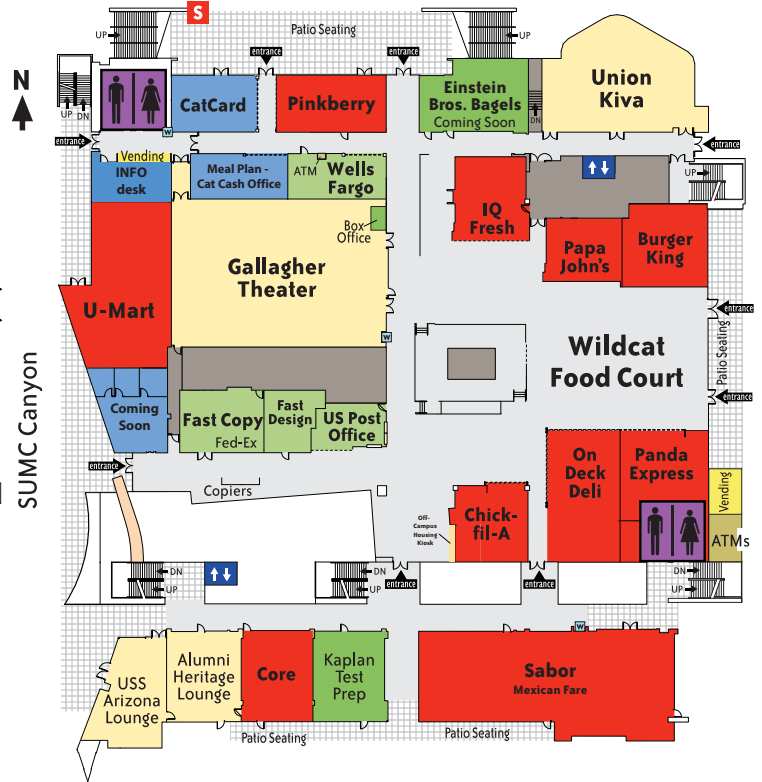 S
Patio Seating
UP
UP
entrance
entrance
N
UP
DN
CatCard
Pinkberry
Einstein
Bros. Bagels
Coming Soon
DN
Union
Kiva
W
entrance
entrance
Vending
INFO
desk
Meal Plan -
Cat Cash Office
ATM
Wells
Fargo
UP
IQ
Fresh
Papa
John's
Burger
King
Box
Office
Gallagher
Theater
U-Mart
entrance
Patio Seating
W
Wildcat
Food Court
entrance
SUMC Canyon
Coming
Soon
Fast Copy
Fed-Ex
Fast
Design
US Post
Office
entrance
Copiers
On
Deck
Deli
Panda
Express
Vending
ATMs
Off-
Campus
Housing
Kiosk
Chick-
fil-A
DN
UP
DN
UP
entrance
entrance
DN
UP
W
USS
Arizona
Lounge
Alumni
Heritage
Lounge
Core
Kaplan
Test
Prep
Sabor
Mexican Fare
Patio Seating
Patio Seating